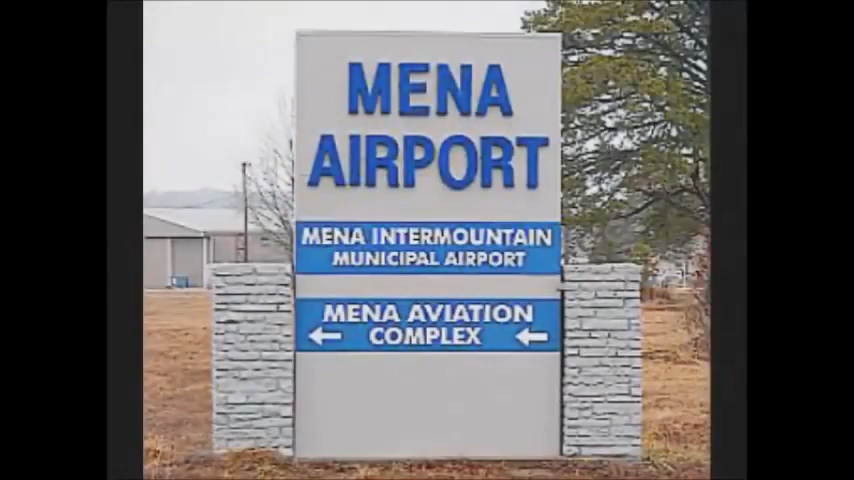 MENA
AIRPORT
MENA INTERMOUNTAIN
MUNICIPAL AIRPORT
MENA AVIATION
COMPLEX